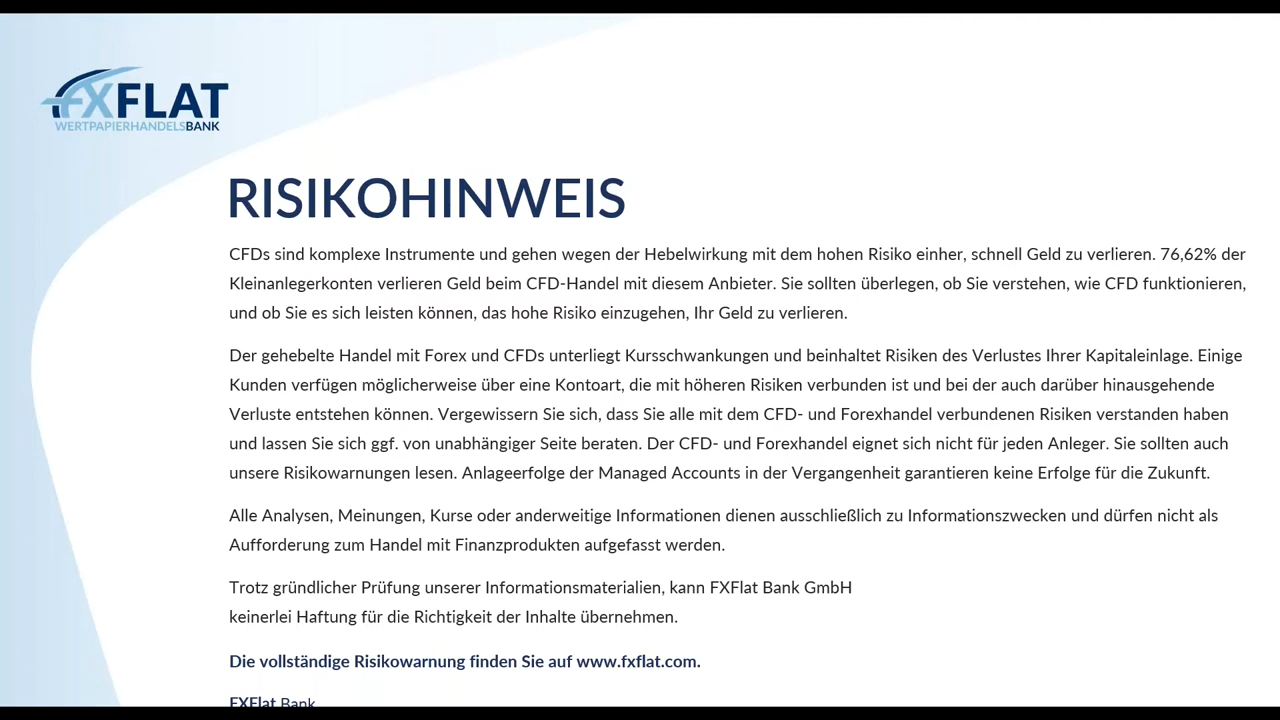 FXFLAT
WERTPAPIERHANDELSBANK
RISIKOHINWEIS
CFDs sind komplexe Instrumente und gehen wegen der Hebelwirkung mit dem hohen Risiko einher, schnell Geld zu verlieren. 76,62% der
Kleinanlegerkonten verlieren Geld beim CFD-Handel mit diesem Anbieter. Sie sollten überlegen, ob Sie verstehen, wie CFD funktionieren,
und ob Sie es sich leisten können, das hohe Risiko einzugehen, Ihr Geld zu verlieren.
Der gehebelte Handel mit Forex und CFDs unterliegt Kursschwankungen und beinhaltet Risiken des Verlustes Ihrer Kapitaleinlage. Einige
Kunden verfügen möglicherweise über eine Kontoart, die mit höheren Risiken verbunden ist und bei der auch darüber hinausgehende
Verluste entstehen können. Vergewissern Sie sich, dass Sie alle mit dem CFD- und Forexhandel verbundenen Risiken verstanden haben
und lassen Sie sich ggf. von unabhängiger Seite beraten. Der CFD- und Forexhandel eignet sich nicht für jeden Anleger. Sie sollten auch
unsere Risikowarnungen lesen. Anlageerfolge der Managed Accounts in der Vergangenheit garantieren keine Erfolge für die Zukunft.
Alle Analysen, Meinungen, Kurse oder anderweitige Informationen dienen ausschließlich zu Informationszwecken und dürfen nicht als
Aufforderung zum Handel mit Finanzprodukten aufgefasst werden.
Trotz gründlicher Prüfung unserer Informationsmaterialien, kann FXFlat Bank GmbH
keinerlei Haftung für die Richtigkeit der Inhalte übernehmen.
Die vollständige Risikowarnung finden Sie auf www.fxflat.com.
FXFlat Bank